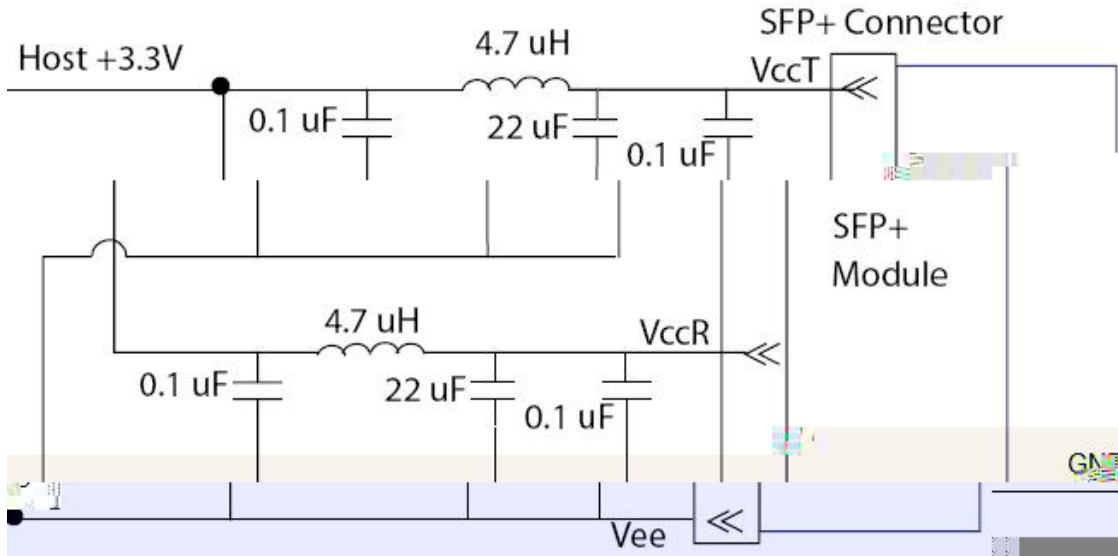 SFP+ Connector
4.7 uH
Host +3.3V
VccT
0.1 uF
22 uF
0.1 uF
SFP+
Module
4.7 uH
VccR
0.1 uF
22 uF
0.1 uF
Vee